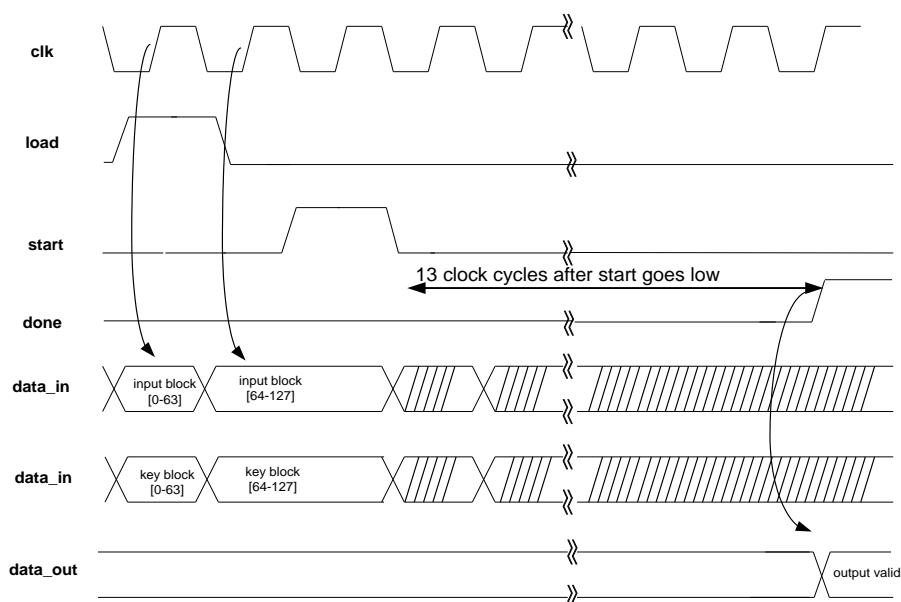 clk
load
start
13 clock cycles after start goes low
done
data_in
input block
[0-63]
input block
[64-127]
data_in
key block
[0-63]
key block
[64-127]
data_out
output valid